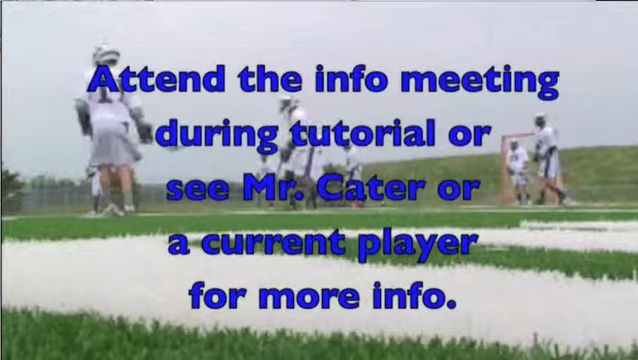 Attend the info meeting
during tutorial or
see Mr. Cater or
a current player
for more info.